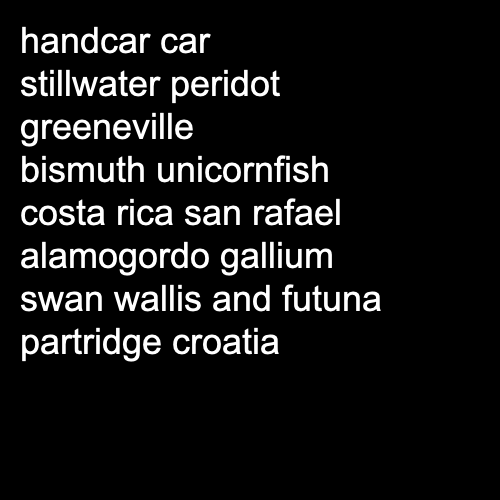 handcar car
stillwater peridot
greeneville
bismuth unicornfish
costa rica san rafael
alamogordo gallium
swan wallis and futuna
partridge croatia